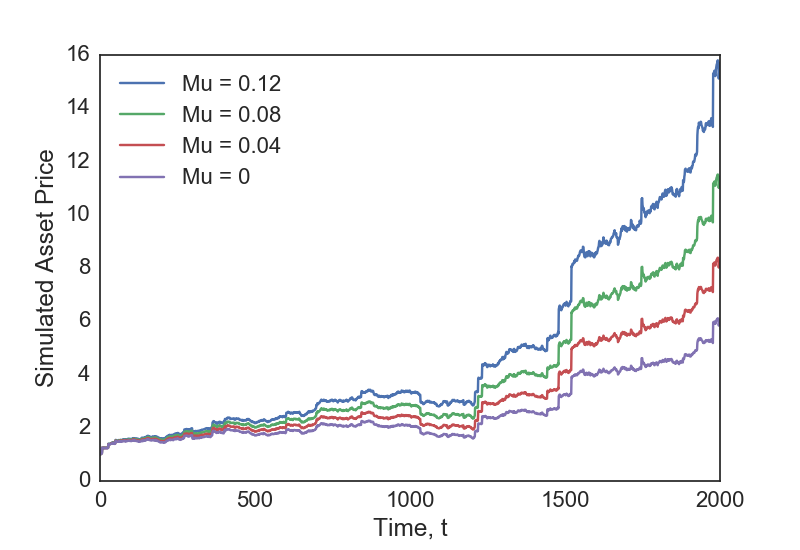 16
14
12
10
8
6
4
2
0
Simulated Asset Price
Mu = 0.12
Mu = 0.08
Mu = 0.04
Mu = 0
0 500 1000 1500 2000
Time, t